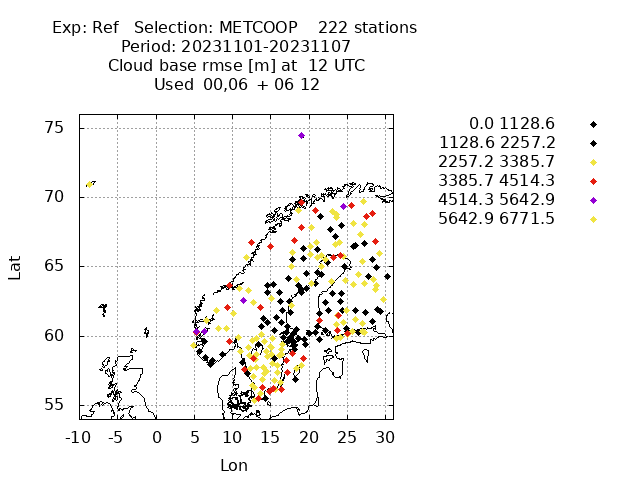 Exp: Ref   Selection: METCOOP    222 stations
Period: 20231101-20231107
Cloud base rmse [m] at  12 UTC
Used  00,06  + 06 12
0.0 1128.6
1128.6 2257.2
2257.2 3385.7
3385.7 4514.3
4514.3 5642.9
5642.9 6771.5
75
70
65
60
55
Lat
-10 -5 0 5 10 15 20 25 30
Lon